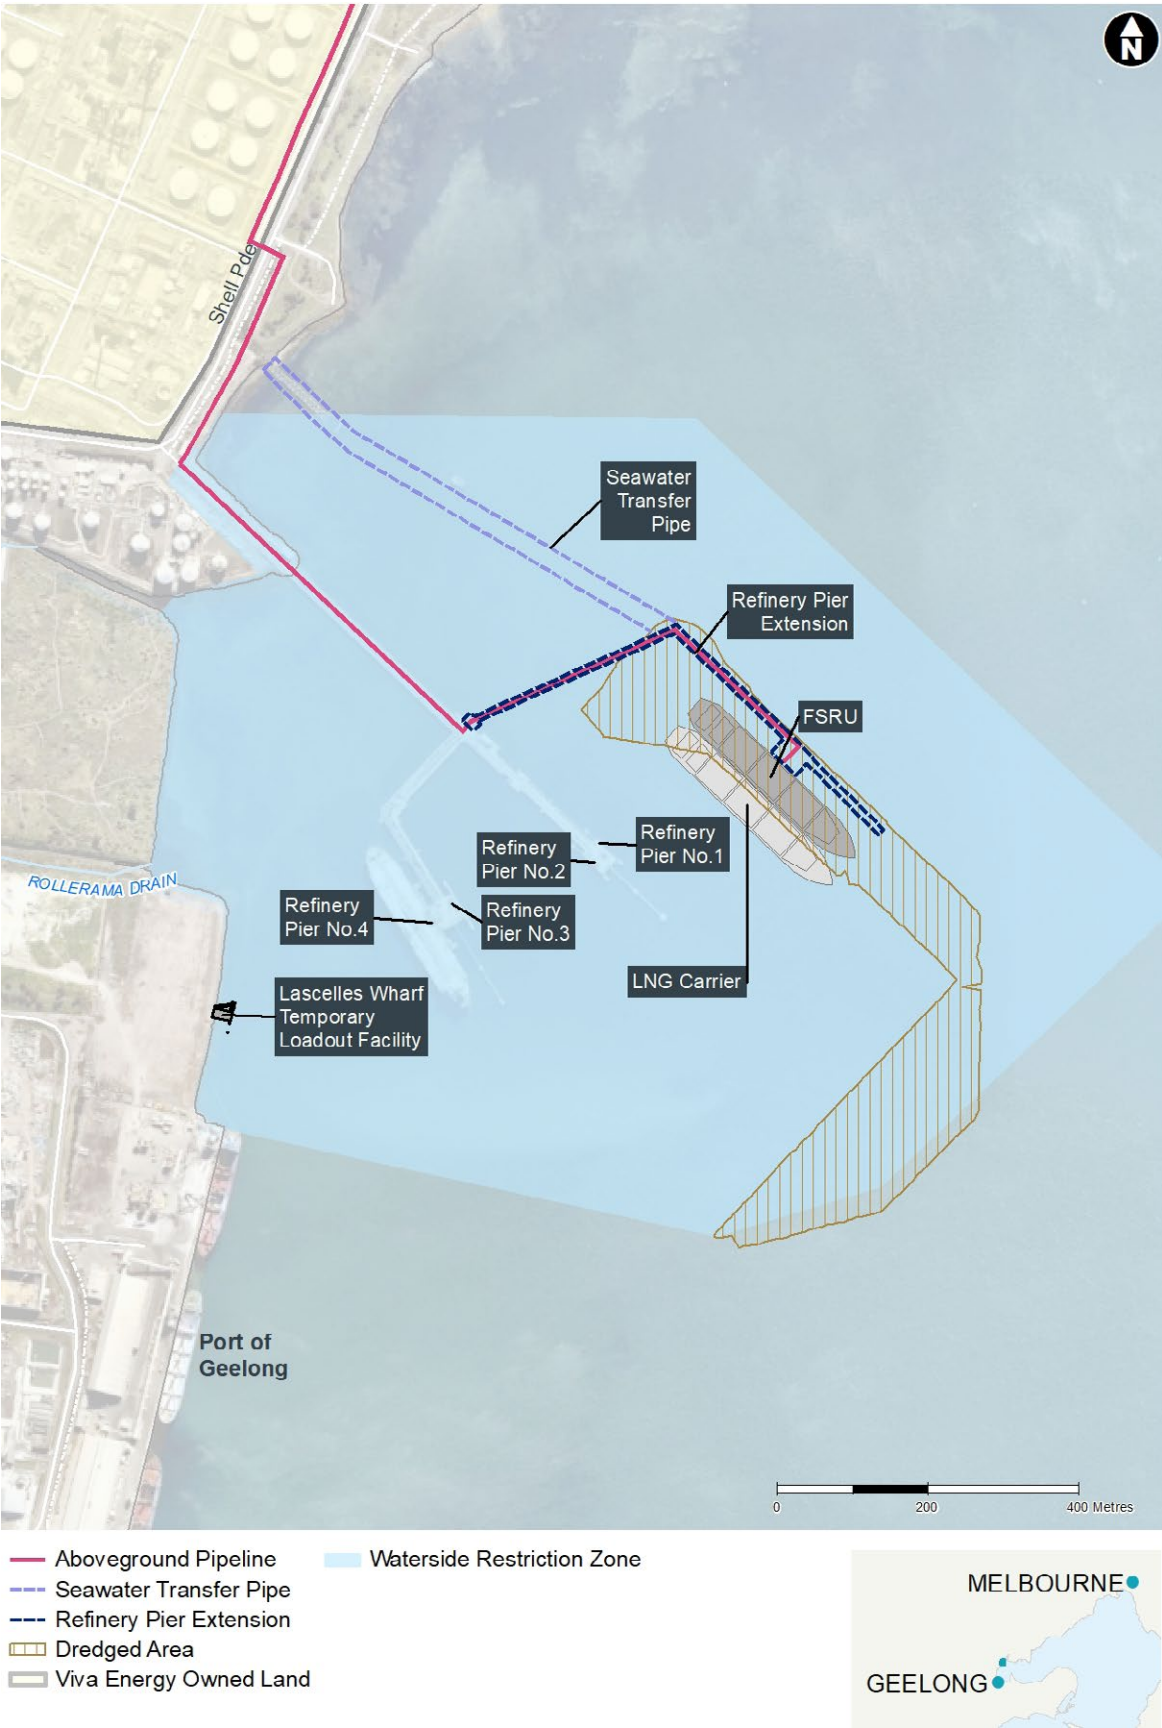 N
Shell Pde
Seawater
Transfer
Pipe
Refinery Pier
Extension
FSRU
Refinery
Pier No.1
Refinery
Pier No.2
Refinery
Pier No.3
Refinery
Pier No.4
ROLLERAMA DRAIN
LNG Carrier
Lascelles Wharf
Temporary
Loadout Facility
Port of
Geelong
0 200 400 Metres
Aboveground Pipeline
Seawater Transfer Pipe
Refinery Pier Extension
Dredged Area
Viva Energy Owned Land
Waterside Restriction Zone
MELBOURNE
GEELONG